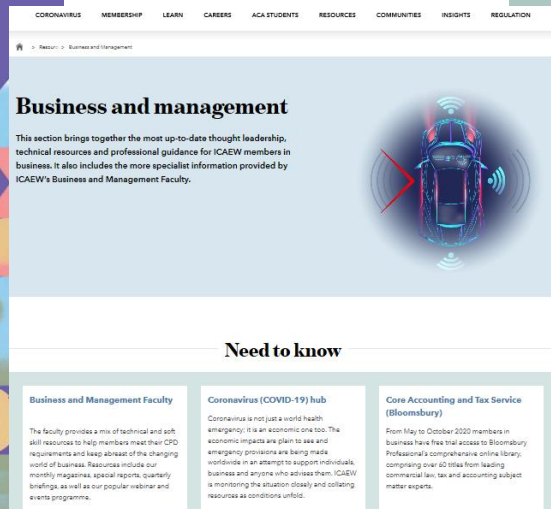 CORONAVIRUS MEMBERSHIP LEARN CAREERS ACA STUDENTS RESOURCES COMMUNITIES INSIGHTS REGULATION
> Resourc > Business and Management
Business and management
This section brings together the most up-to-date thought leadership,
technical resources and professional guidance for ICAEW members in
business. It also includes the more specialist information provided by
ICAEW's Business and Management Faculty.
Need to know
Business and Management Faculty
The faculty provides a mix of technical and soft
skill resources to help members meet their CPD
requirements and keep abreast of the changing
world of business. Resources include our
monthly magazines, special reports, quarterly
briefings, as well as our popular webinar and
events programme.
Coronavirus (COVID-19) hub
Coronavirus is not just a world health
emergency; it is an economic one too. The
economic impacts are plain to see and
emergency provisions are being made
worldwide in an attempt to support individuals,
business and anyone who advises them. ICAEW
is monitoring the situation closely and collating
resources as conditions unfold.
Core Accounting and Tax Service
(Bloomsbury)
From May to October 2020 members in
business have free trial access to Bloomsbury
Professional's comprehensive online library,
comprising over 60 titles from leading
commercial law, tax and accounting subject
matter experts.